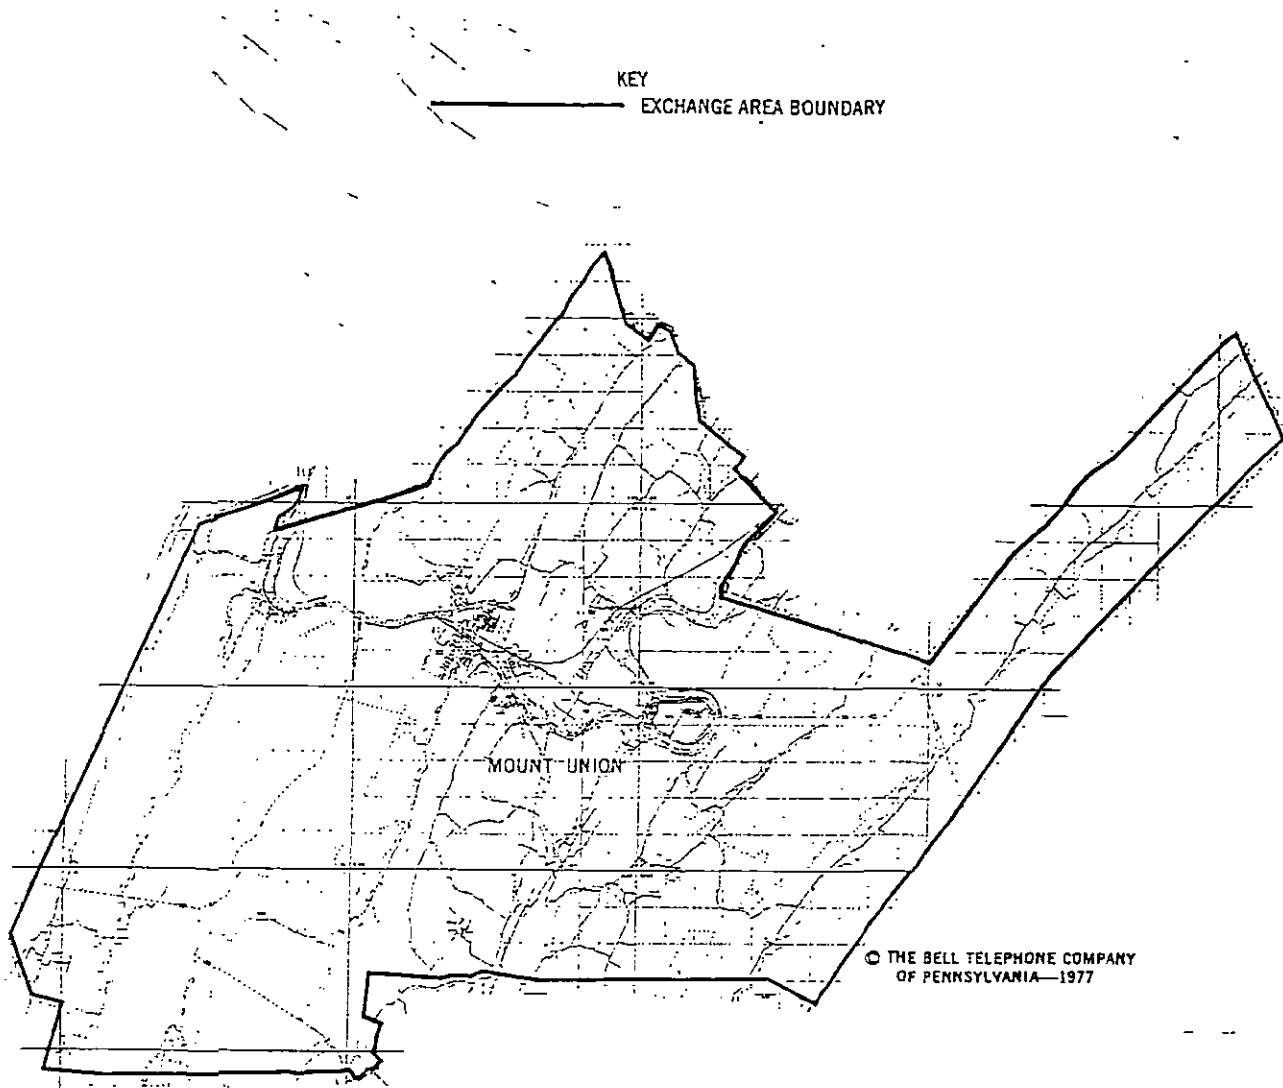 KEY
EXCHANGE AREA BOUNDARY
MOUNT UNION
© THE BELL TELEPHONE COMPANY
OF PENNSYLVANIA—1977